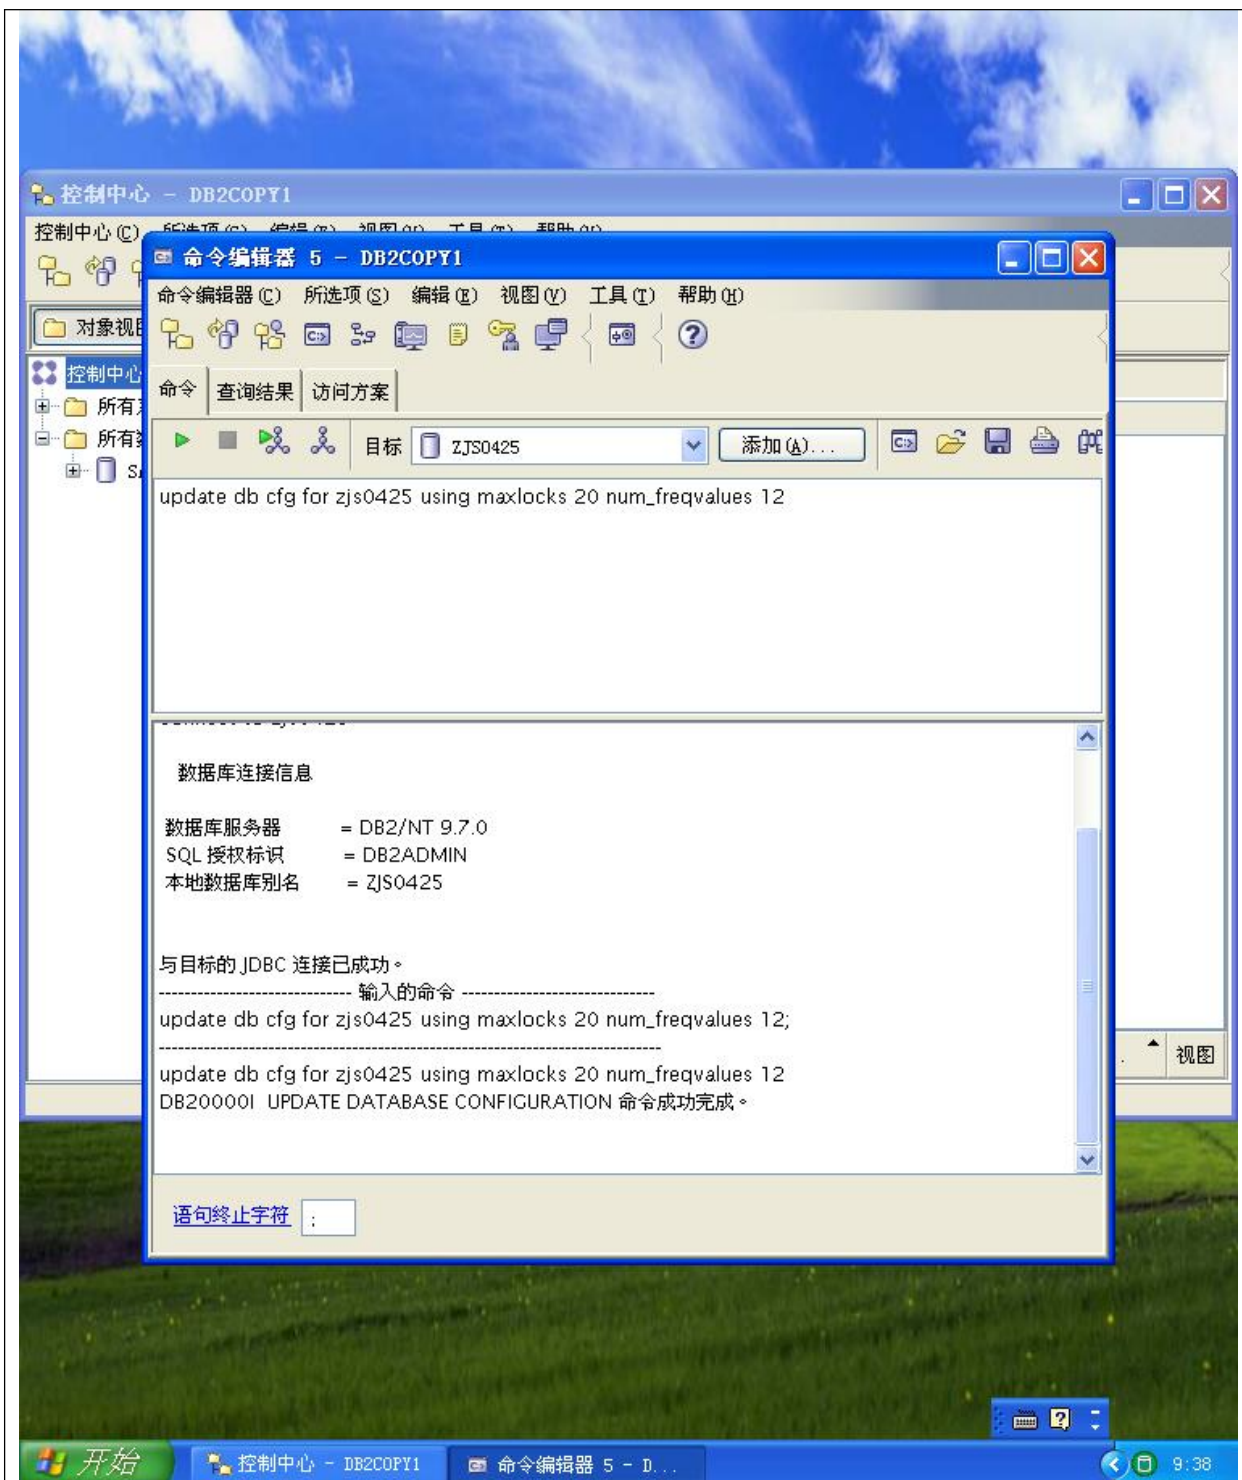 控制中心 - DB2COPY1
控制中心(C)
命令编辑器 5 - DB2COPY1
命令编辑器(C) 所选项(S) 编辑(E) 视图(V) 工具(T) 帮助(H)
对象视
命令 查询结果 访问方案
控制中心
所有
所有
目标 ZJS0425 添加(A)...
update db cfg for zjs0425 using maxlocks 20 num_freqvalues 12
数据库连接信息
数据库服务器 = DB2/NT 9.7.0
SQL 授权标识 = DB2ADMIN
本地数据库别名 = ZJS0425
与目标的 JDBC 连接已成功。
------------------------------ 输入的命令 ------------------------------
update db cfg for zjs0425 using maxlocks 20 num_freqvalues 12;
------------------------------------------------------------------------------
update db cfg for zjs0425 using maxlocks 20 num_freqvalues 12
DB20000I UPDATE DATABASE CONFIGURATION 命令成功完成。
视图
语句终止字符 ;
开始 控制中心 - DB2COPY1 命令编辑器 5 - D... 9:38